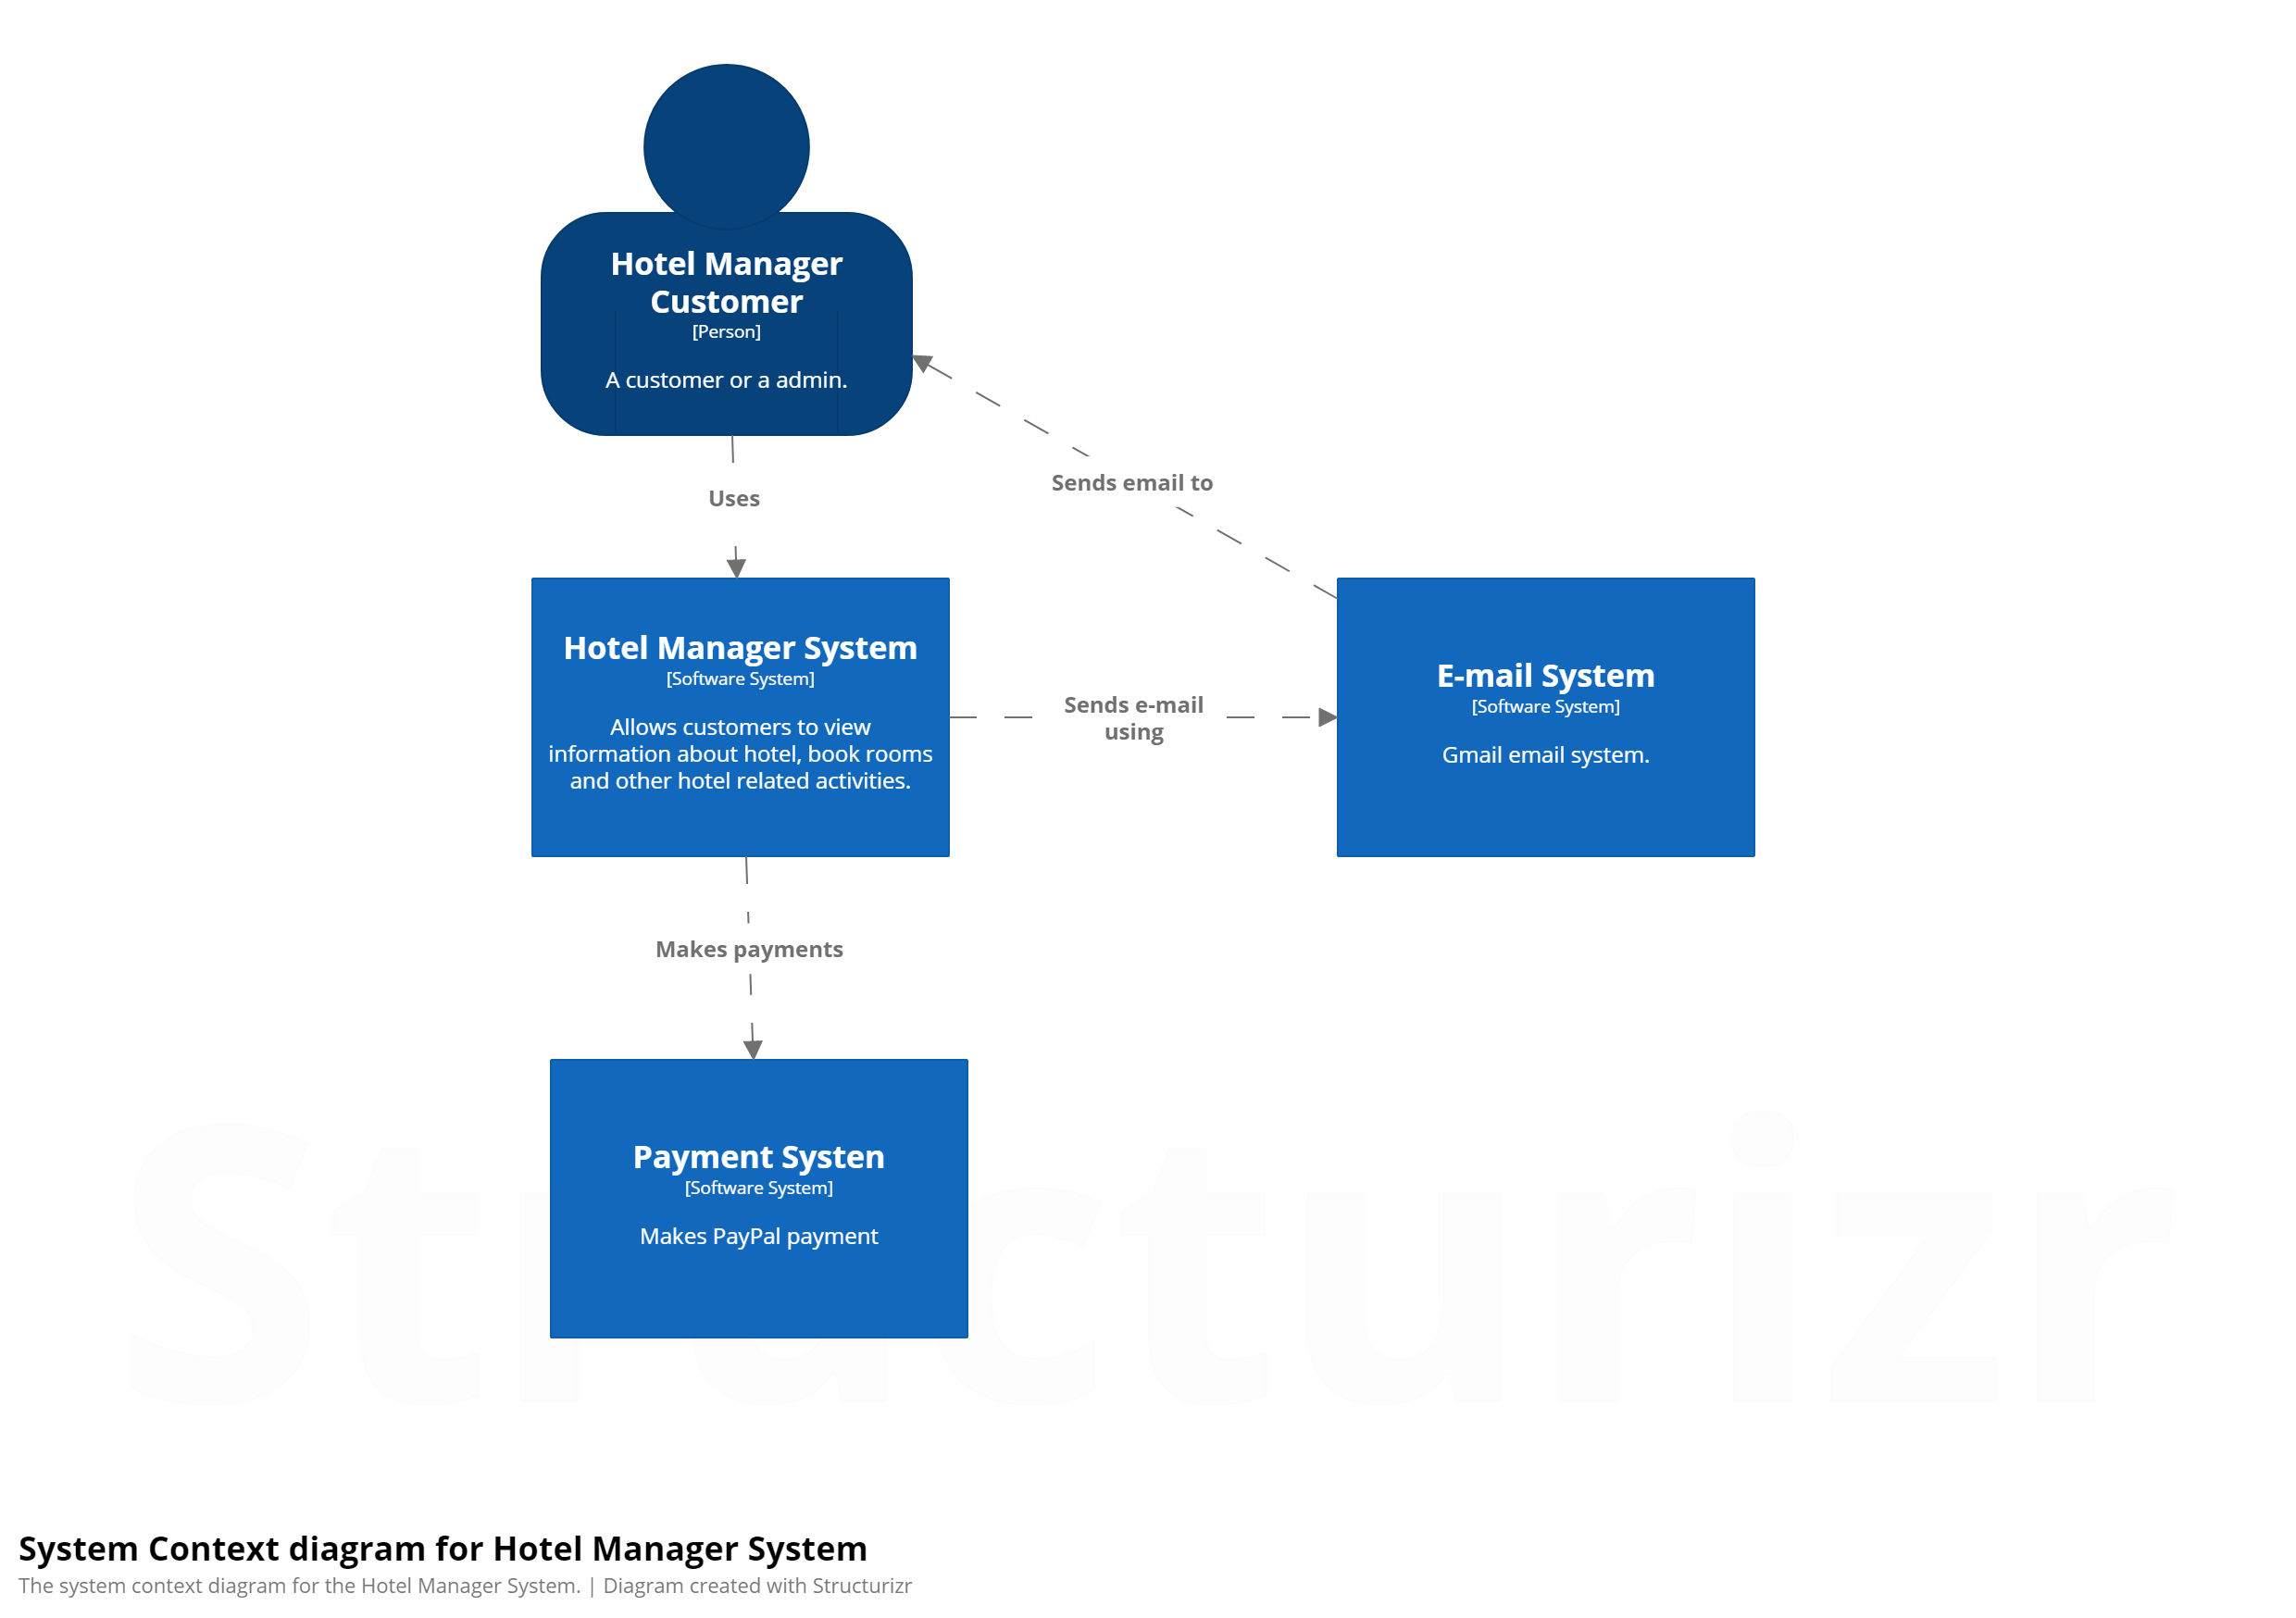 Hotel Manager
Customer
[Person]
A customer or a admin.
Sends email to
Uses
Hotel Manager System
[Software System]
Allows customers to view
information about hotel, book rooms
and other hotel related activities.
Sends e-mail
using
E-mail System
[Software System]
Gmail email system.
Makes payments
Payment Systen
[Software System]
Makes PayPal payment
Structurizr
System Context diagram for Hotel Manager System
The system context diagram for the Hotel Manager System. | Diagram created with Structurizr